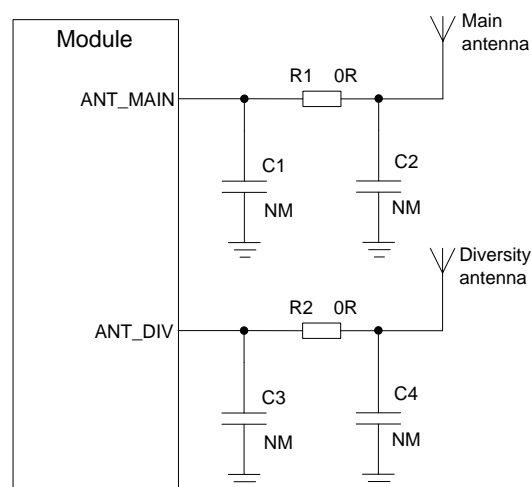 Module
Main
antenna
R1 0R
ANT_MAIN
C1
C2
NM
NM
Diversity
antenna
R2 0R
ANT_DIV
C3
C4
NM
NM